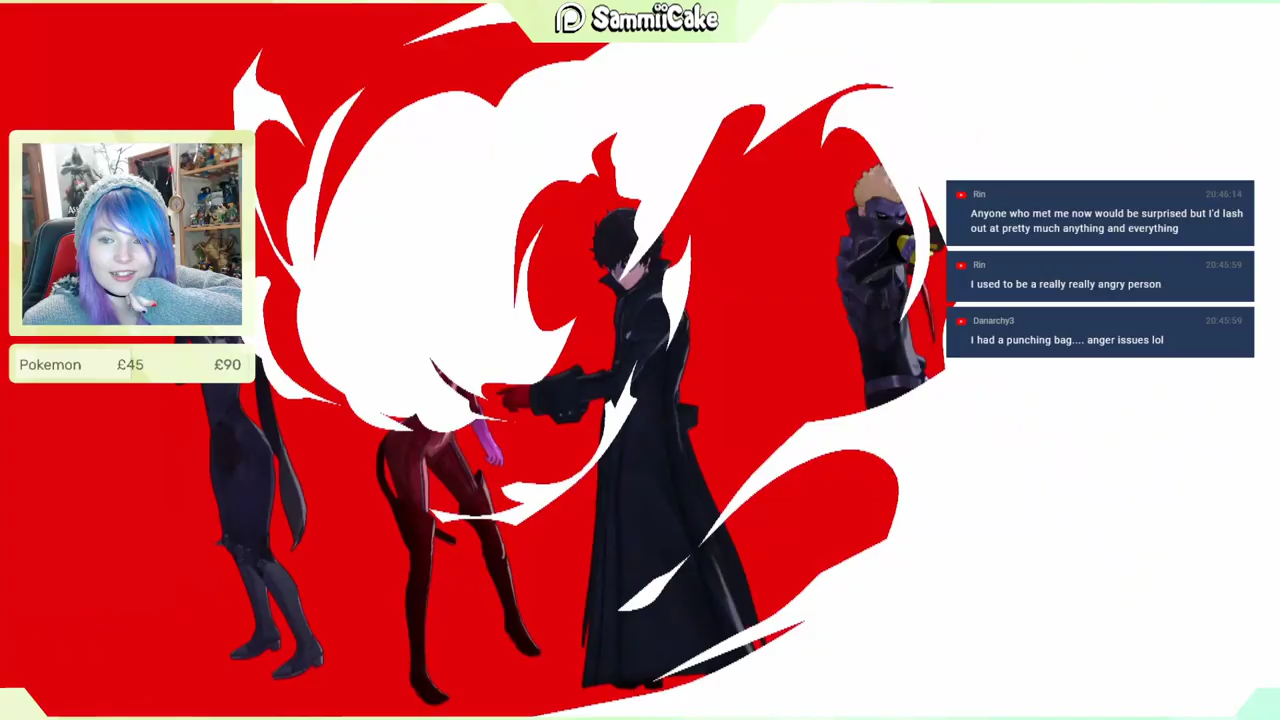 SammiiCake
Rin 20:46:14
Anyone who met me now would be surprised but I'd lash
out at pretty much anything and everything
Rin 20:45:59
I used to be a really really angry person
Danarchy3 20:45:59
I had a punching bag.... anger issues lol
Pokemon £45 £90